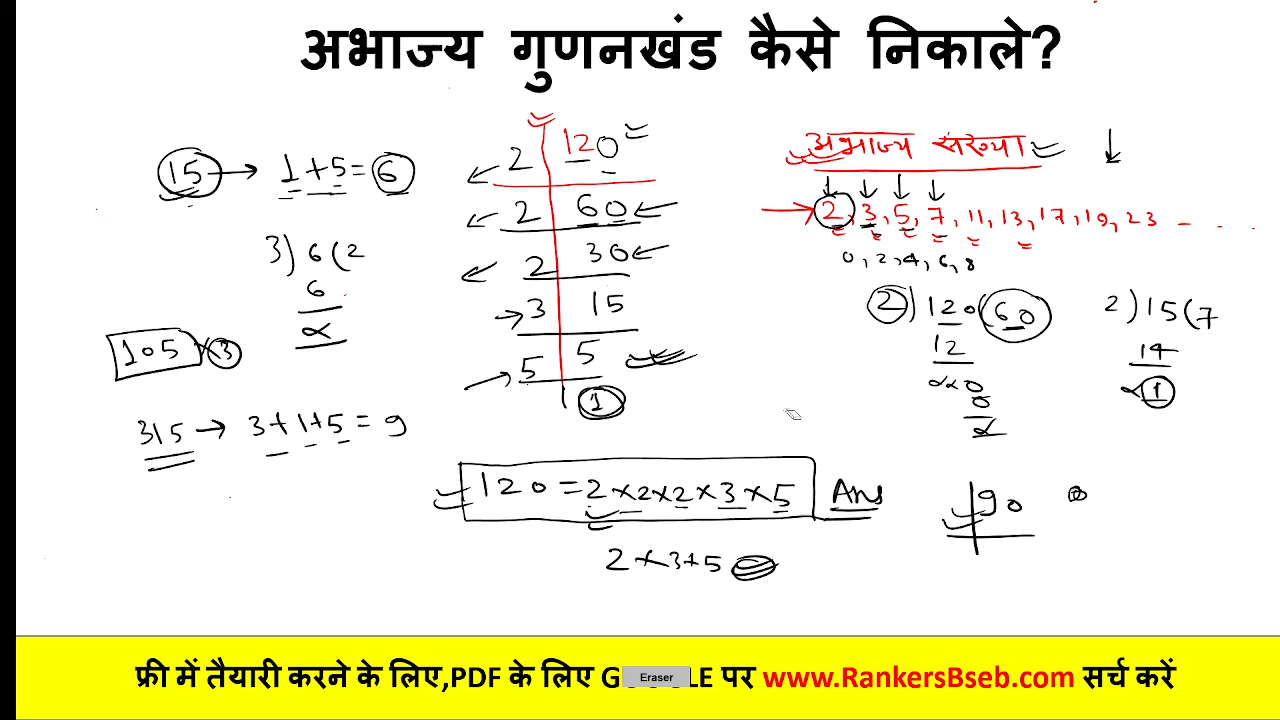 अभाज्य गुणनखंड कैसे निकाले?
15 → 1+5=6
3) 6 (2
6
105 × 3
315 → 3+1+5=9
2 | 120
2 | 60
2 | 30
3 | 15
5 | 5
1
अभाज्य संख्या
2, 3, 5, 7, 11, 13, 17, 19, 23 - . . .
0, 2, 4, 6, 8
2) 120 (60
12
××0
0
×
2) 15 (7
14
×1
120 = 2×2×2×3×5 Ans
2×3+5
90
फ्री में तैयारी करने के लिए,PDF के लिए G LE पर www.RankersBseb.com सर्च करें
Eraser